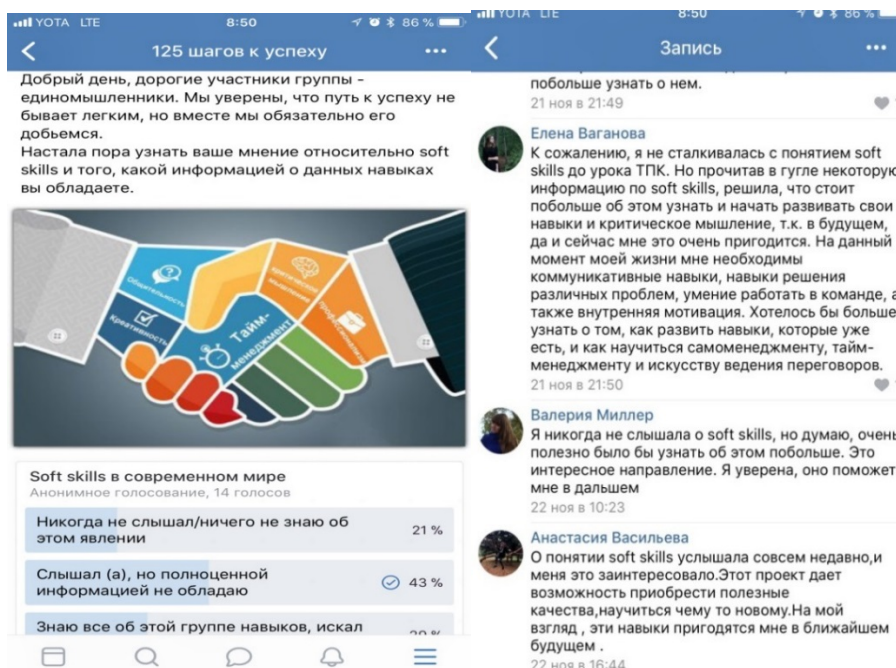 YOTA LTE 8:50 86 %
125 шагов к успеху
Добрый день, дорогие участники группы -
единомышленники. Мы уверены, что путь к успеху не
бывает легким, но вместе мы обязательно его
добьемся.
Настала пора узнать ваше мнение относительно soft
skills и того, какой информацией о данных навыках
вы обладаете.
Общительность
Критическое
мышление
Креативность
Тайм-
менеджмент
профессионализм
Soft skills в современном мире
Анонимное голосование, 14 голосов
Никогда не слышал/ничего не знаю об
этом явлении
21 %
Слышал (а), но полноценной
информацией не обладаю
43 %
Знаю все об этой группе навыков, искал
YOTA LTE 8:50 86 %
Запись
побольше узнать о нем.
21 ноя в 21:49
Елена Ваганова
К сожалению, я не сталкивалась с понятием soft
skills до урока ТПК. Но прочитав в гугле некоторую
информацию по soft skills, решила, что стоит
побольше об этом узнать и начать развивать свои
навыки и критическое мышление, т.к. в будущем,
да и сейчас мне это очень пригодится. На данный
момент моей жизни мне необходимы
коммуникативные навыки, навыки решения
различных проблем, умение работать в команде, а
также внутренняя мотивация. Хотелось бы больше
узнать о том, как развить навыки, которые уже
есть, и как научиться самоменеджменту, тайм-
менеджменту и искусству ведения переговоров.
21 ноя в 21:50
Валерия Миллер
Я никогда не слышала о soft skills, но думаю, очень
полезно было бы узнать об этом побольше. Это
интересное направление. Я уверена, оно поможет
мне в дальшем
22 ноя в 10:23
Анастасия Васильева
О понятии soft skills услышала совсем недавно,и
меня это заинтересовало.Этот проект дает
возможность приобрести полезные
качества,научиться чему то новому.На мой
взгляд , эти навыки пригодятся мне в ближайшем
будущем .
22 ноя в 16:44